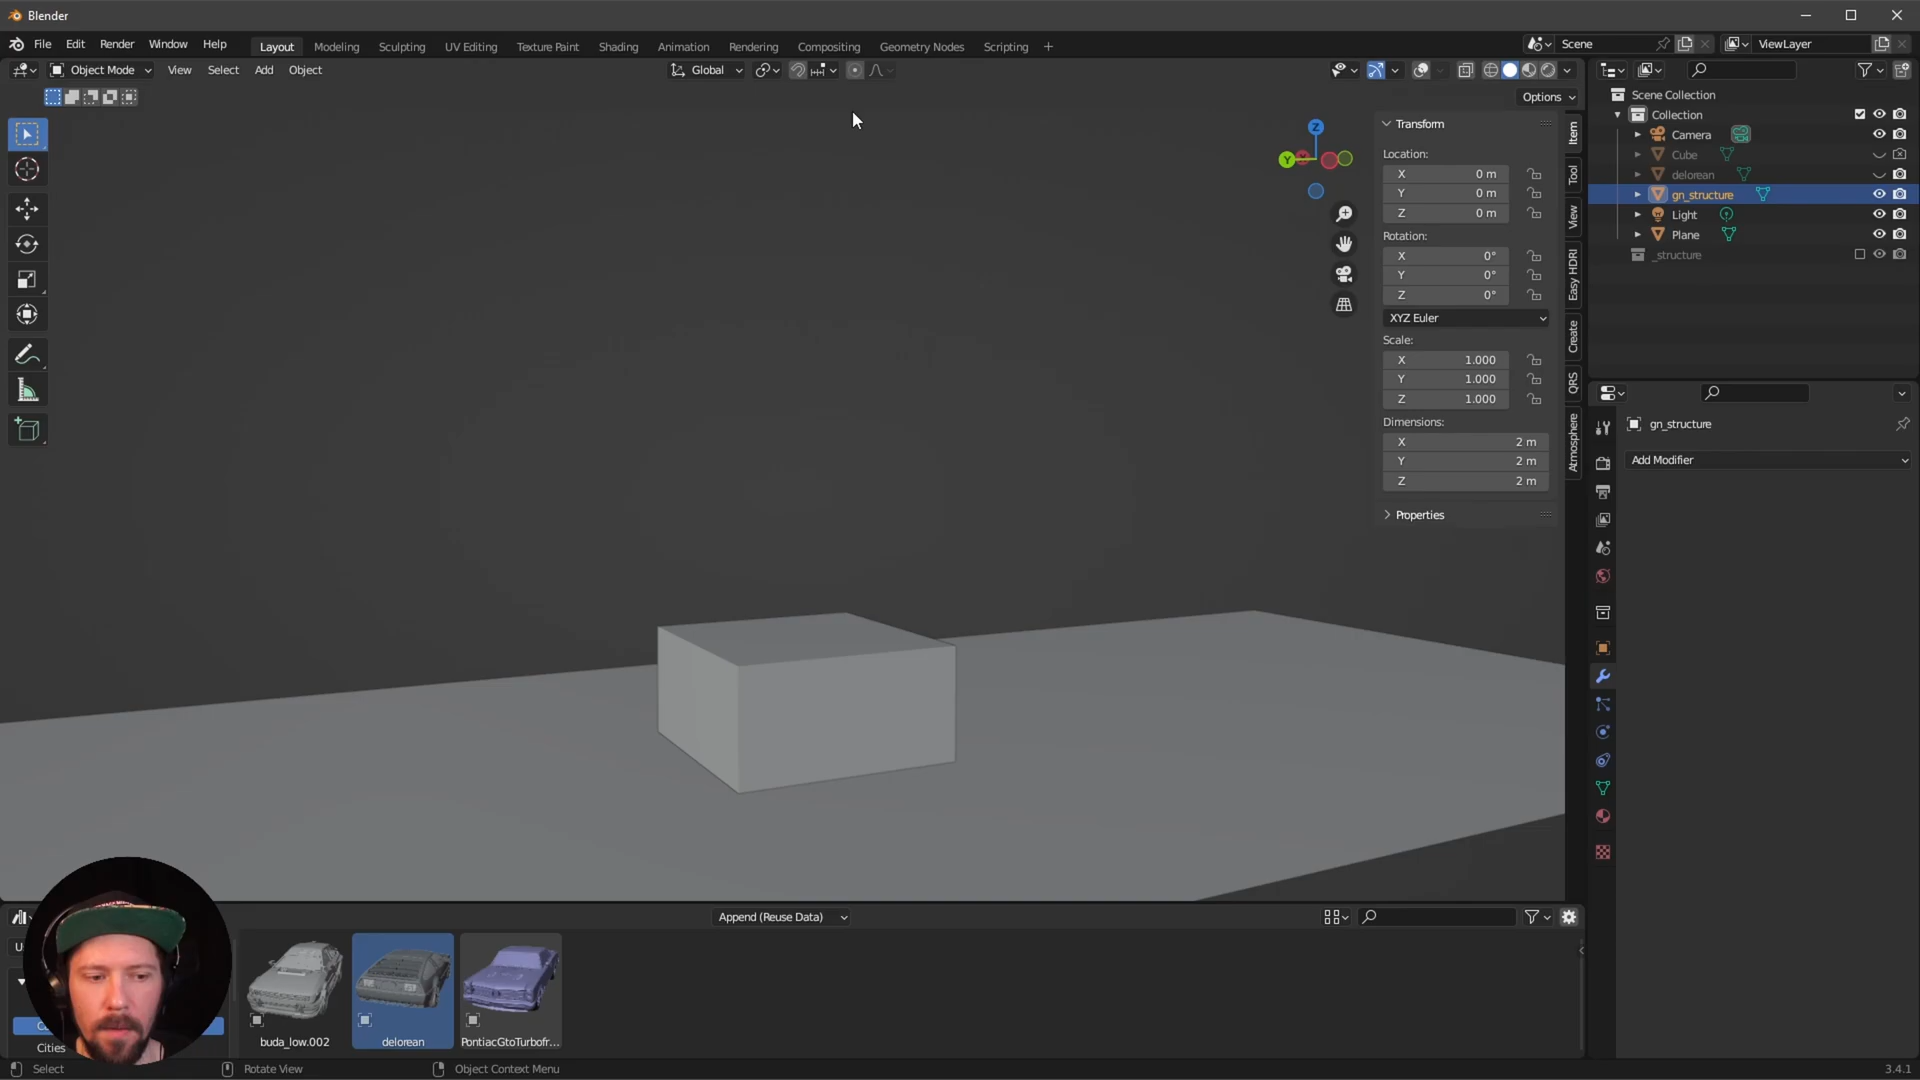 Blender
File Edit Render Window Help Layout Modeling Sculpting UV Editing Texture Paint Shading Animation Rendering Compositing Geometry Nodes Scripting + Scene ViewLayer
Object Mode View Select Add Object Global
Options
Scene Collection
Collection
Camera
Cube
delorean
gn_structure
Light
Plane
_structure
Transform
Location:
X 0 m
Y 0 m
Z 0 m
Rotation:
X 0°
Y 0°
Z 0°
XYZ Euler
Scale:
X 1.000
Y 1.000
Z 1.000
Dimensions:
X 2 m
Y 2 m
Z 2 m
Properties
Item
Tool
View
Easy HDRI
Create
QRS
Atmosphere
Z
Y
gn_structure
Add Modifier
Append (Reuse Data)
buda_low.002 delorean PontiacGtoTurbofr...
Cities
Select Rotate View Object Context Menu 3.4.1